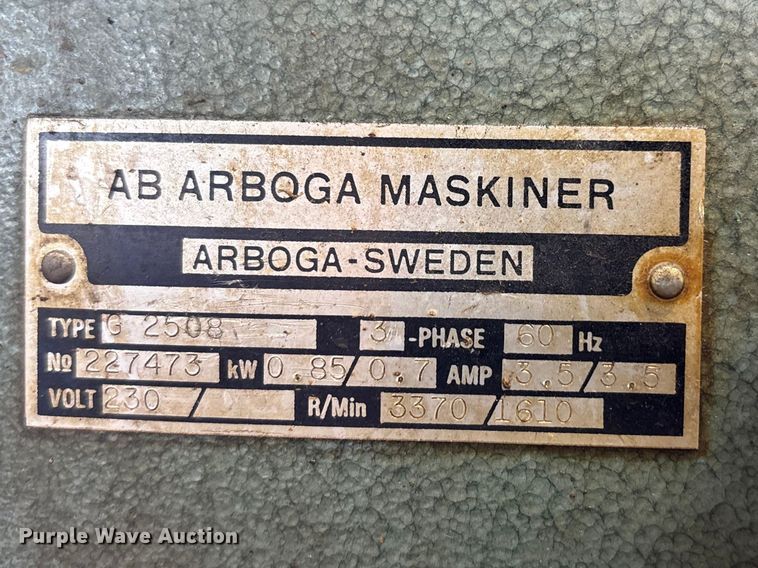 AB ARBOGA MASKINER
ARBOGA-SWEDEN
TYPE G 2508 3 -PHASE 60 Hz
No 227473 kW 0.85/0.7 AMP 3.5/3.5
VOLT 230 / R/Min 3370/1610
Purple Wave Auction